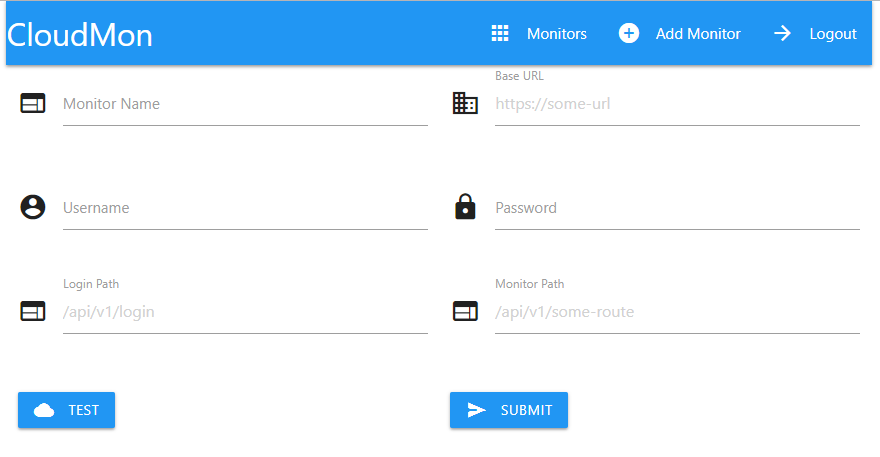 CloudMon Monitors Add Monitor Logout
Monitor Name
Base URL
https://some-url
Username Password
Login Path Monitor Path
/api/v1/login /api/v1/some-route
TEST SUBMIT